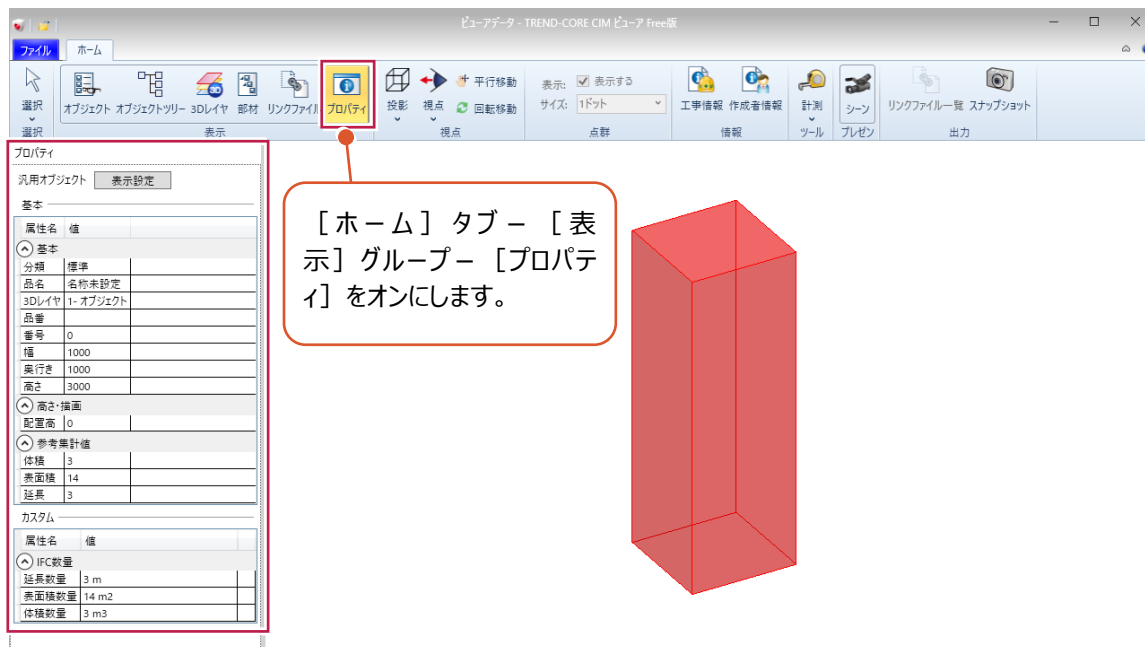 ビューアデータ - TREND-CORE CIM ビューア Free版
ファイル ホーム
選択 オブジェクト オブジェクトツリー 3Dレイヤ 部材 リンクファイル プロパティ 投影 視点 平行移動 回転移動 表示: 表示する サイズ: 1ドット 工事情報 作成者情報 計測 シーン リンクファイル一覧 スナップショット
選択 表示 視点 点群 情報 ツール プレゼン 出力
プロパティ
汎用オブジェクト 表示設定
基本
属性名 値
基本
分類 標準
品名 名称未設定
3Dレイヤ 1- オブジェクト
品番
番号 0
幅 1000
奥行き 1000
高さ 3000
高さ・描画
配置高 0
参考集計値
体積 3
表面積 14
延長 3
カスタム
属性名 値
IFC数量
延長数量 3 m
表面積数量 14 m2
体積数量 3 m3
［ホーム］タブ－［表
示］グループ－［プロパテ
ィ］をオンにします。